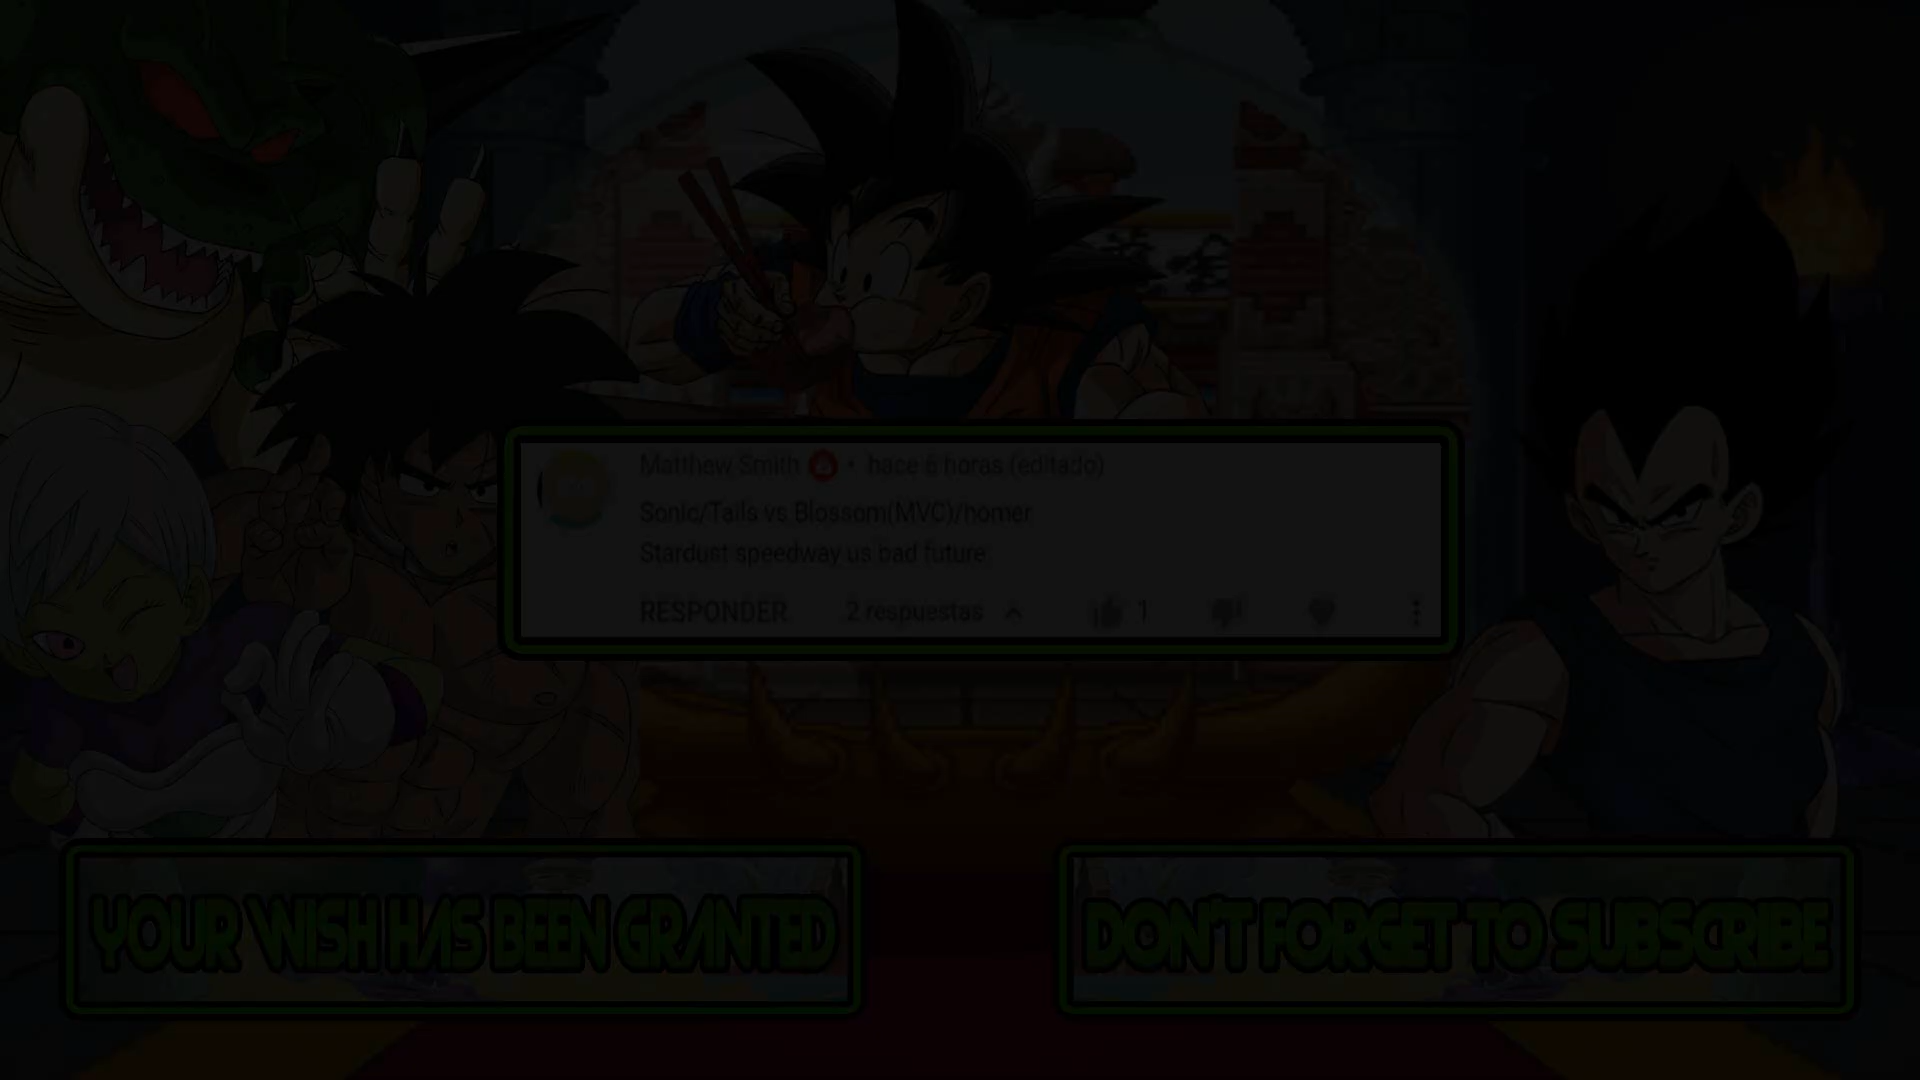 Matthew Smith • hace 6 horas (editado)
Sonic/Tails vs Blossom(MVC)/homer
Stardust speedway us bad future
RESPONDER 2 respuestas 1
YOUR WISH HAS BEEN GRANTED
DON'T FORGET TO SUBSCRIBE